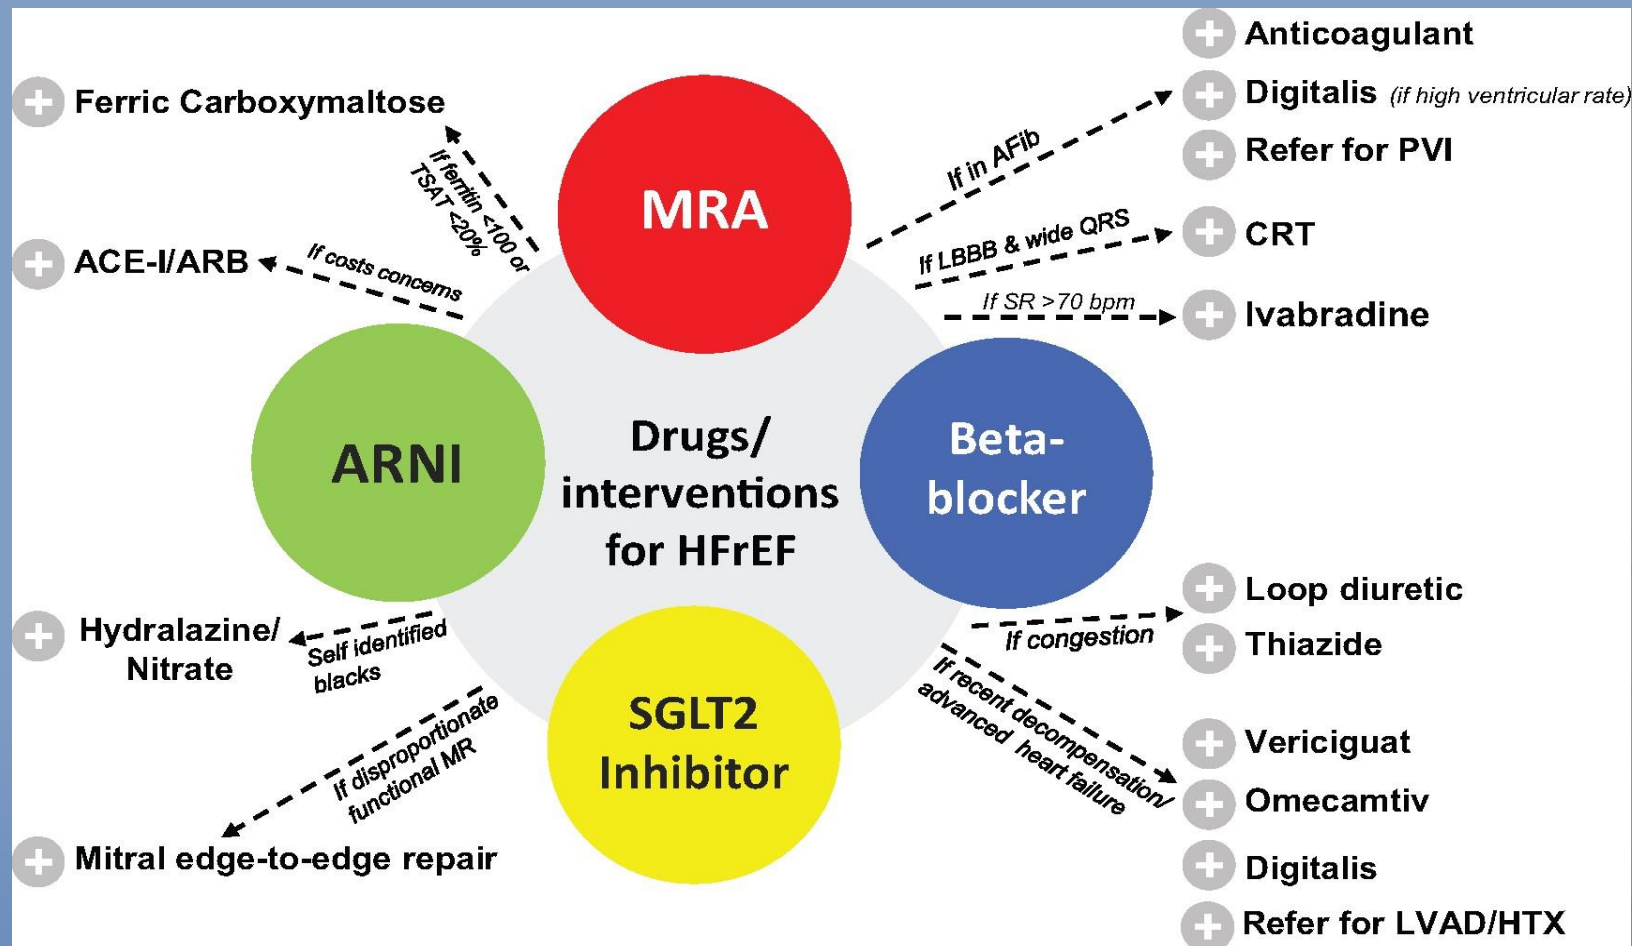 Ferric Carboxymaltose
If ferritin <100 or
TSAT <20%
ACE-I/ARB
If costs concerns
MRA
ARNI
Drugs/
interventions
for HFrEF
Beta-
blocker
SGLT2
Inhibitor
Hydralazine/
Nitrate
Self identified
blacks
If disproportionate
functional MR
Mitral edge-to-edge repair
If in AFib
Anticoagulant
Digitalis (if high ventricular rate)
Refer for PVI
If LBBB & wide QRS
CRT
If SR >70 bpm
Ivabradine
If congestion
Loop diuretic
Thiazide
If recent decompensation/
advanced heart failure
Vericiguat
Omecamtiv
Digitalis
Refer for LVAD/HTX